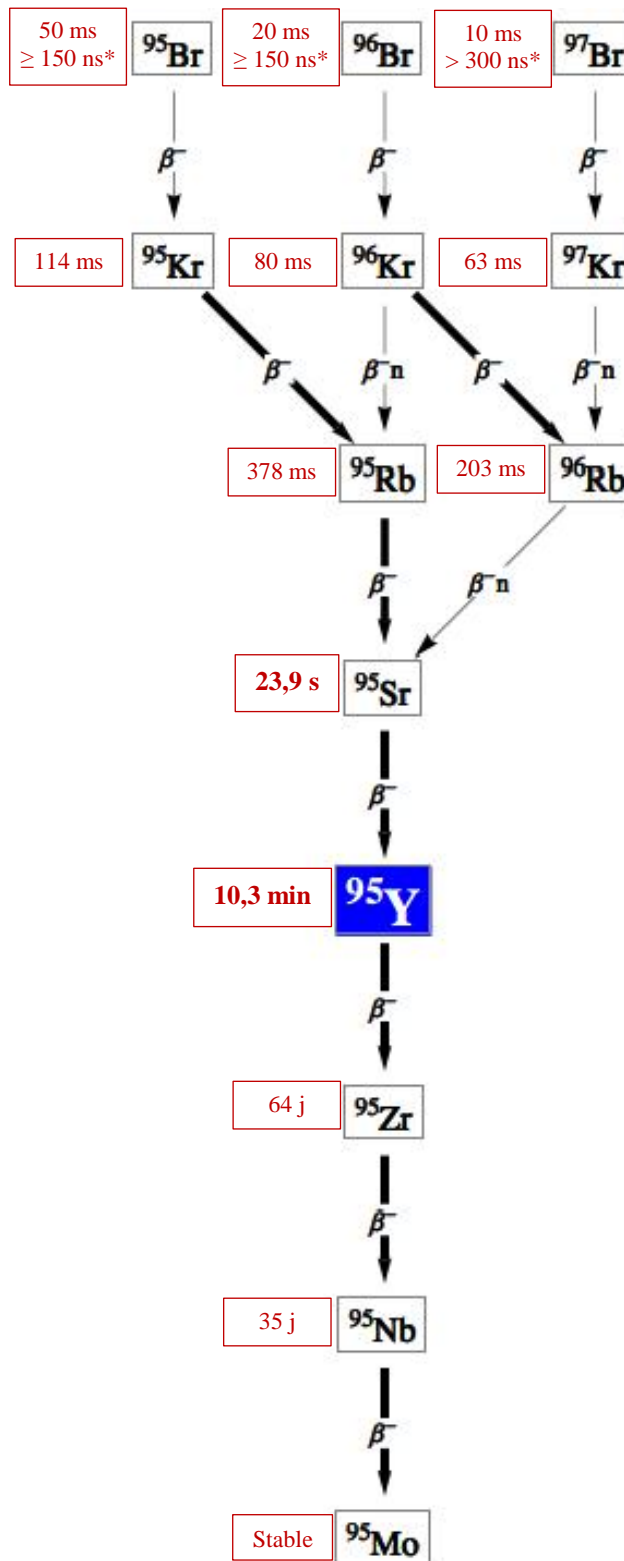 50 ms
≥ 150 ns*
⁹⁵Br
20 ms
≥ 150 ns*
⁹⁶Br
10 ms
> 300 ns*
⁹⁷Br
β⁻
β⁻
β⁻
114 ms
⁹⁵Kr
80 ms
⁹⁶Kr
63 ms
⁹⁷Kr
β⁻
β⁻n
β⁻
β⁻n
378 ms
⁹⁵Rb
203 ms
⁹⁶Rb
β⁻
β⁻n
23,9 s
⁹⁵Sr
β⁻
10,3 min
⁹⁵Y
β⁻
64 j
⁹⁵Zr
β⁻
35 j
⁹⁵Nb
β⁻
Stable
⁹⁵Mo